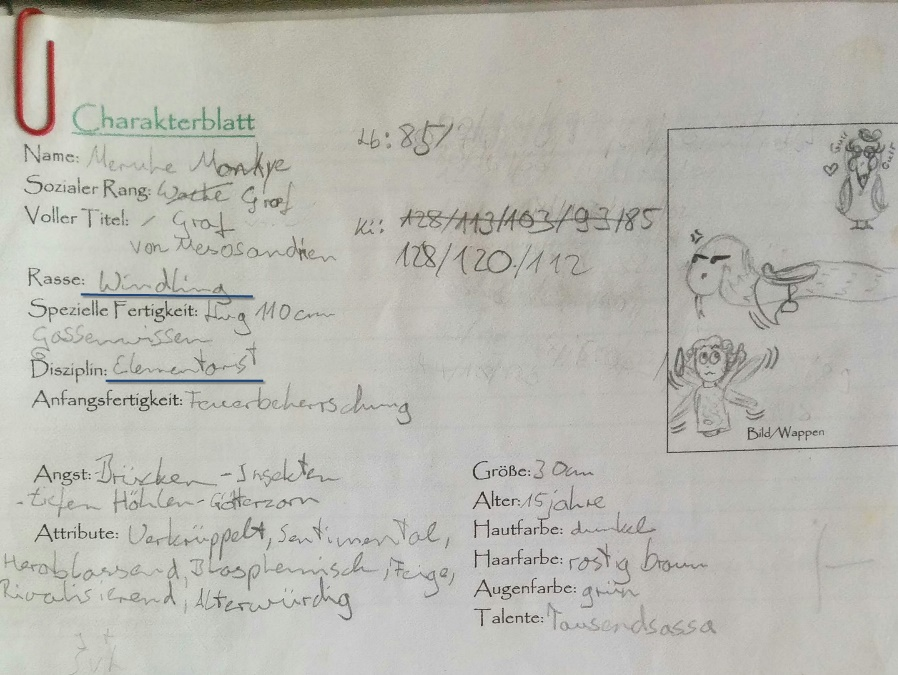 Charakterblatt
Lb: 85/
Name: Meruhe Monkye
Sozialer Rang: Wache Graf
Voller Titel: / Graf
von Mesosandrien
Ki: 128/113/103/93/85
128/120/112
Rasse: Windling
Spezielle Fertigkeit: Flug 110cm
Gassenwissen
Disziplin: Elementarist
Anfangsfertigkeit: Feuerbeherrschung
Bild/Wappen
Angst: Brücken - Insekten
- tiefen Höhlen - Götterzorn
Attribute: Verkrüppelt, Sentimental,
Herablassend, Blasphemisch, Feige,
Rivalisierend, Alterwürdig
Größe: 30cm
Alter: 15 jahre
Hautfarbe: dunkel
Haarfarbe: rostig braun
Augenfarbe: grün
Talente: Tausendsassa